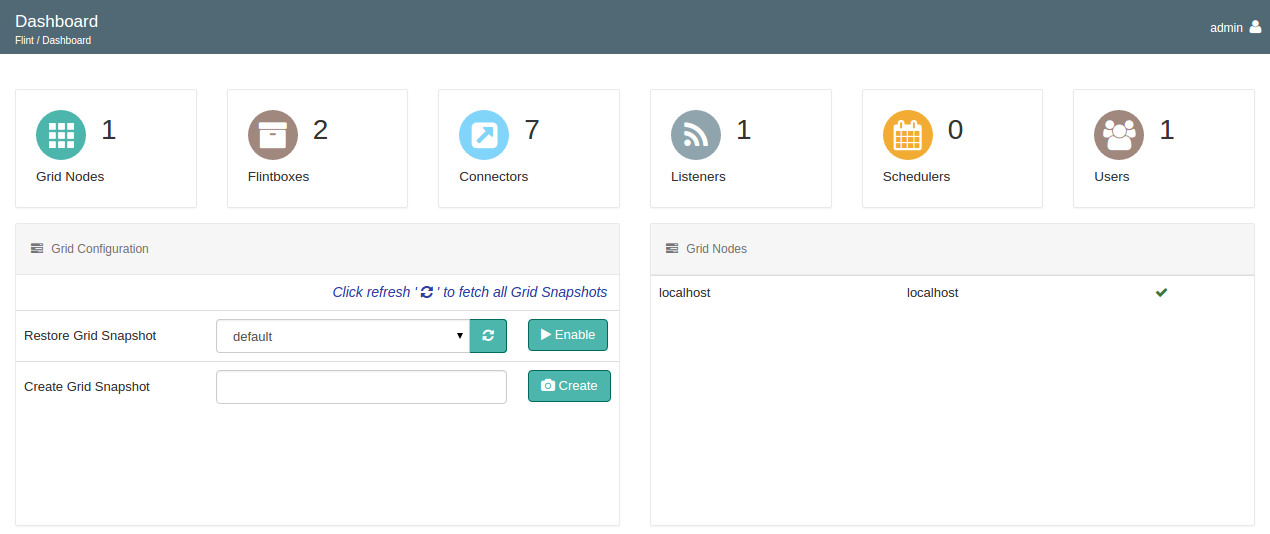 Dashboard
Flint / Dashboard
admin
1
Grid Nodes
2
Flintboxes
7
Connectors
1
Listeners
0
Schedulers
1
Users
Grid Configuration
Click refresh ' ' to fetch all Grid Snapshots
Restore Grid Snapshot
default
Enable
Create Grid Snapshot
Create
Grid Nodes
localhost localhost